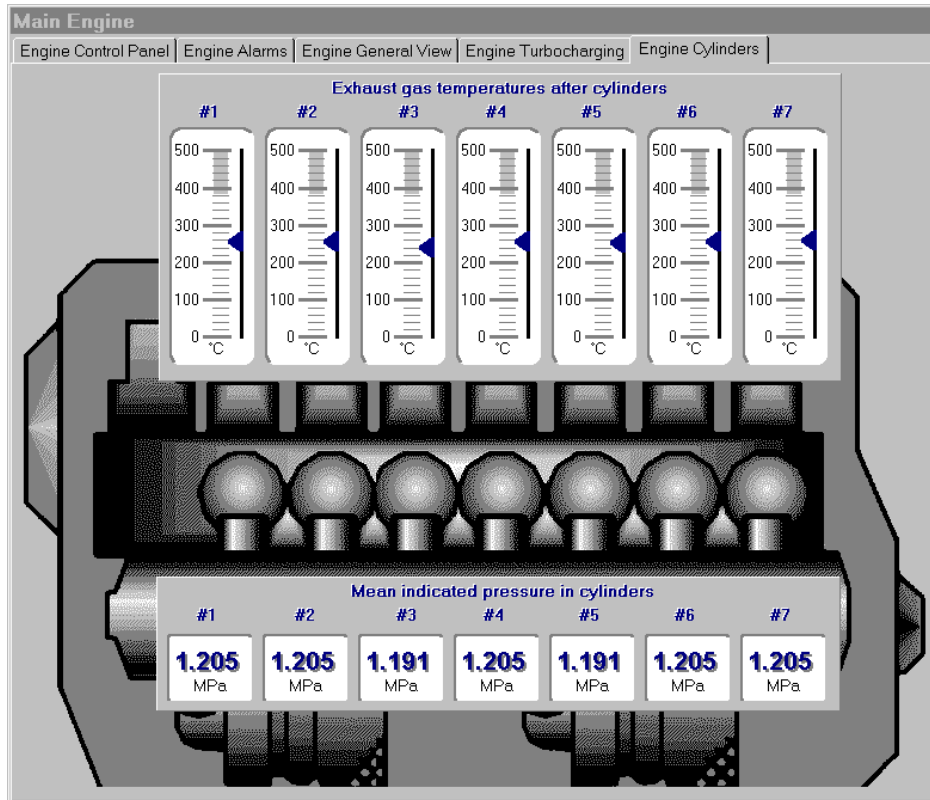 Main Engine
Engine Control Panel Engine Alarms Engine General View Engine Turbocharging Engine Cylinders
Exhaust gas temperatures after cylinders
#1 #2 #3 #4 #5 #6 #7
500 500 500 500 500 500 500
400 400 400 400 400 400 400
300 300 300 300 300 300 300
200 200 200 200 200 200 200
100 100 100 100 100 100 100
0 0 0 0 0 0 0
°C °C °C °C °C °C °C
Mean indicated pressure in cylinders
#1 #2 #3 #4 #5 #6 #7
1.205 1.205 1.191 1.205 1.191 1.205 1.205
MPa MPa MPa MPa MPa MPa MPa